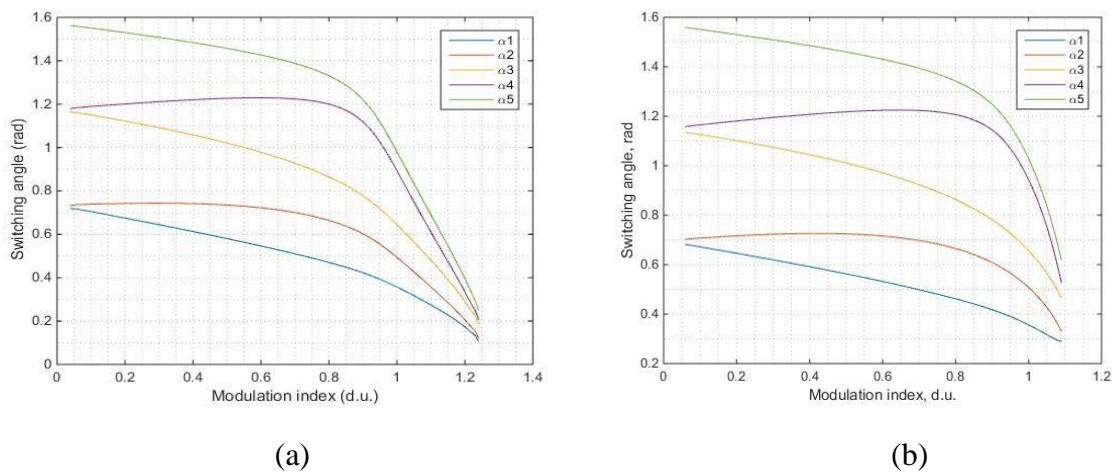 1.6
1.4
1.2
1
0.8
0.6
0.4
0.2
0
Switching angle (rad)
0
0.2
0.4
0.6
0.8
1
1.2
1.4
Modulation index (d.u.)
α1
α2
α3
α4
α5
(a)
1.6
1.4
1.2
1
0.8
0.6
0.4
0.2
Switching angle, rad
0
0.2
0.4
0.6
0.8
1
1.2
Modulation index, d.u.
α1
α2
α3
α4
α5
(b)